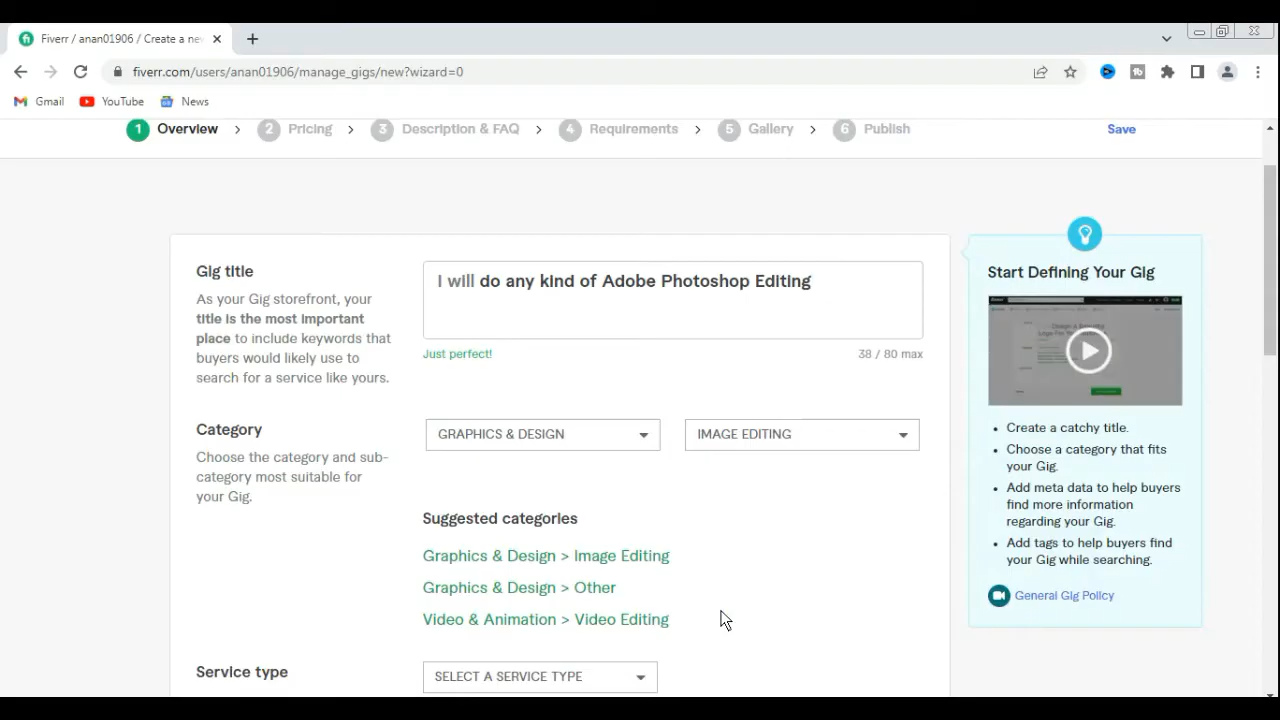 Fiverr / anan01906 / Create a nev
fiverr.com/users/anan01906/manage_gigs/new?wizard=0
Gmail YouTube News
1 Overview > 2 Pricing > 3 Description & FAQ > 4 Requirements > 5 Gallery > 6 Publish Save
Gig title
As your Gig storefront, your
title is the most important
place to include keywords that
buyers would likely use to
search for a service like yours.
I will do any kind of Adobe Photoshop Editing
Just perfect! 38 / 80 max
Category
Choose the category and sub-
category most suitable for
your Gig.
GRAPHICS & DESIGN IMAGE EDITING
Suggested categories
Graphics & Design > Image Editing
Graphics & Design > Other
Video & Animation > Video Editing
Service type
SELECT A SERVICE TYPE
Start Defining Your Gig
• Create a catchy title.
• Choose a category that fits
your Gig.
• Add meta data to help buyers
find more information
regarding your Gig.
• Add tags to help buyers find
your Gig while searching.
General Gig Policy